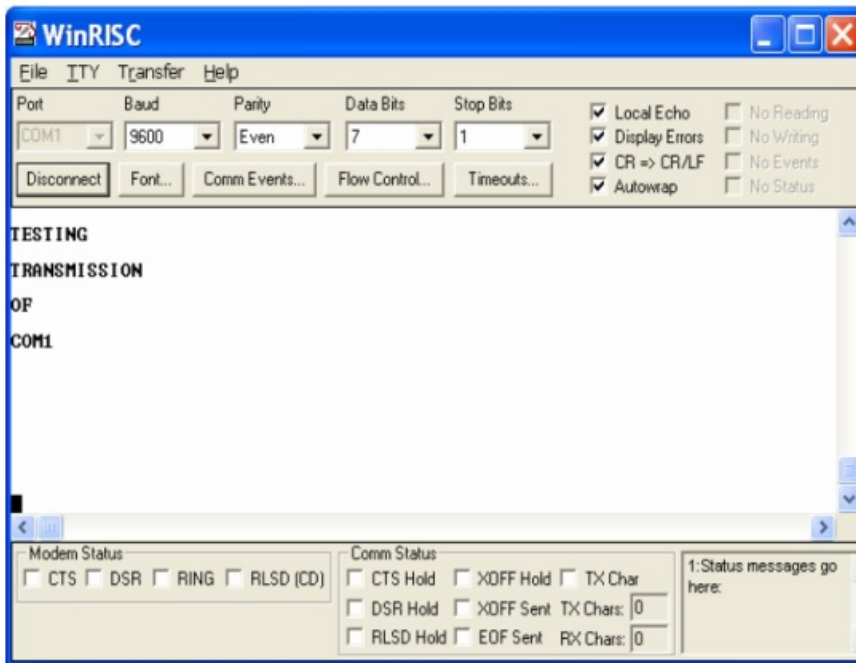 WinRISC
File TTY Transfer Help
Port Baud Parity Data Bits Stop Bits
COM1 9600 Even 7 1
Disconnect Font... Comm Events... Flow Control... Timeouts...
Local Echo No Reading
Display Errors No Writing
CR => CR/LF No Events
Autowrap No Status
TESTING
TRANSMISSION
OF
COM1
Modem Status
CTS DSR RING RLSD (CD)
Comm Status
CTS Hold XOFF Hold TX Char
DSR Hold XOFF Sent TX Chars: 0
RLSD Hold EOF Sent RX Chars: 0
1:Status messages go
here: